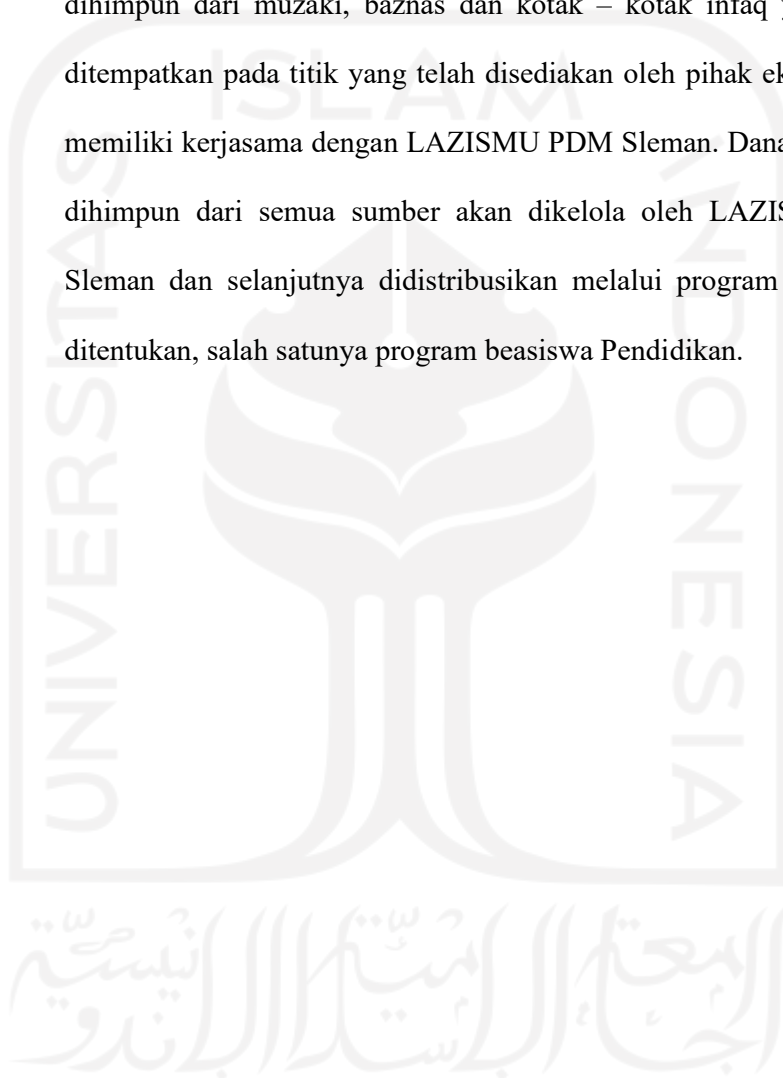 dihimpun dari muzaki, baznas dan kotak – kotak infaq
ditempatkan pada titik yang telah disediakan oleh pihak
memiliki kerjasama dengan LAZISMU PDM Sleman. Dana
dihimpun dari semua sumber akan dikelola oleh
Sleman dan selanjutnya didistribusikan melalui program
ditentukan, salah satunya program beasiswa Pendidikan.
ISLAM
UNIVERSITAS
INDONESIA